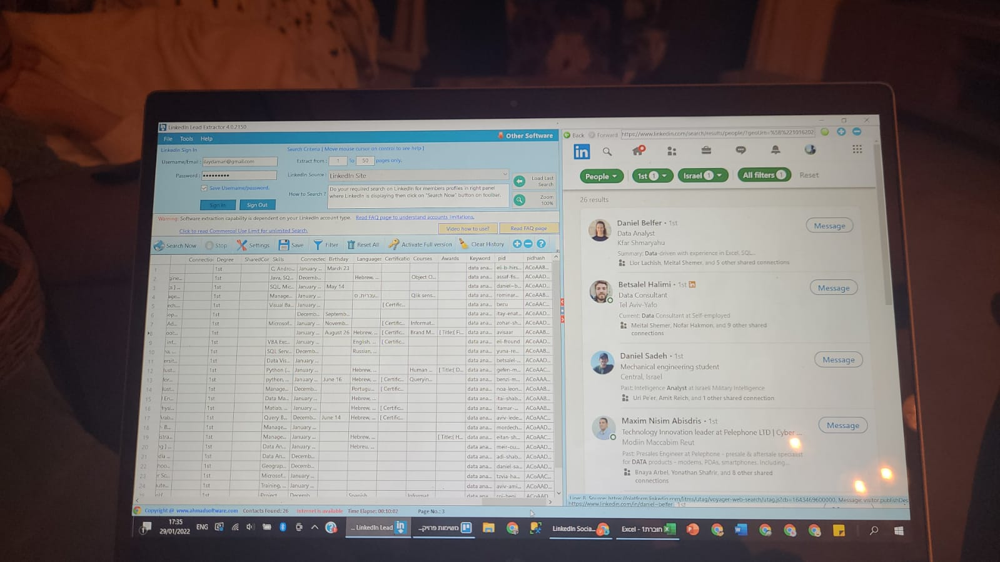 LinkedIn Lead Extractor 4.0.2150
File Tools Help
Other Software
LinkedIn Sign In
Username/Email : ilaydaman@gmail.com
Password : •••••••••
Save Username/password.
Sign In Sign Out
Search Criteria [ Move mouse cursor on control to see help ]
Extract from : 1 To 50 pages only.
LinkedIn Source : LinkedIn Site
How to Search ? Do your required search on LinkedIn for members profiles in right panel
where LinkedIn is displaying then click on "Search Now" button on toolbar.
Load Last
Search
Zoom
100%
Warning: Software extraction capability is dependent on your LinkedIn account type. Read FAQ page to understand accounts limitations.
Click to read Commercial Use Limit for unlimited Search.
Video how to use? Read FAQ page
Search Now Stop Settings Save Filter Reset All Activate Full version Clear History
Connectio Degree SharedCor Skills Connected Birthday Languages Certificatio Courses Awards Keyword pid pidhash
1 1st C, Andro... January ... March 23 data ana... eli-b-hirs... ACoAAB...
2 gine... 1st Java, SQ... Decemb... Hebrew, ... Object O... data ana... assaf-fis... ACoAAD...
3 1st SQL, Mic... January ... May 14 data ana... daniel-b... ACoAAD...
4 age... 1st Manage... January ... עברית, ם Qlik sens... data ana... rominar... ACoAAB...
5 ech... 1st Visual Ba... January ... [ Certific... data ana... bezu ACoAAC...
6 op... 1st Decemb... Septemb... data ana... itay-enat... ACoAAD...
7 Ad... 1st Microsof... January ... Novemb... [ Certific... Informat... data ana... zohar-sh... ACoAAD...
8 oot... 1st January ... August 26 Hebrew, ... [ Certific... Brand M... [ Title:[ Fi... data ana... avisaar ACoAAB...
9 inf... 1st VBA Exc... January ... English, ... [ Certific... data ana... eli-fround ACoAAD...
10 1st SQL Serv... Decemb... Russian, ... data ana... yuna-re... ACoAAB...
11 ersit... 1st Data Vis... January ... data ana... betsalel-... ACoAAD...
12 lust... 1st Python (... January ... Hebrew, ... Human ... [ Title:[ D... data ana... gefen-m... ACoAAC...
13 for... 1st python, ... January ... June 16 Hebrew, ... [ Certific... Queryin... data ana... benzi-m... ACoAAA...
14 lust... 1st Manage... Decemb... Portugu... [ Certific... data ana... noa-leon... ACoAAB...
15 l En... 1st Data Ma... January ... Hebrew, ... data ana... itai-shab... ACoAAB...
16 hysi... 1st Matlab, ... January ... Hebrew, ... [ Certific... data ana... itamar-... ACoAAB...
17 Arab... 1st Query B... Decemb... June 14 Hebrew, ... [ Certific... data ana... aviv-lede... ACoAAC...
18 1st Manage... January ... data ana... mordech... ACoAAD...
19 stra... 1st Manage... January ... Hebrew, ... [ Title:[ H... data ana... eitan-sh... ACoAAD...
20 1st Data An... January ... Hebreu, ... data ana... meir-ou... ACoAAD...
21 dia ... 1st Data An... Decemb... data ana... adi-shab... ACoAAD...
22 hoo... 1st Geograp... Decemb... data ana... daniel-sa... ACoAAD...
23 r Sc... 1st Microsof... January ... data ana... tzvia-ha... ACoAAC...
24 ute... 1st Training, ... January ... data ana... aviv-ami... ACoAAD...
1st Project Decemb Spanish Informat data ana ACoAAD
Copyright @ www.ahmadsoftware.com Contacts Found: 26 Internet is available Time Elapse: 00:10:02 Page No.: 3
Back Forward https://www.linkedin.com/search/results/people/?geoUrn=%5B%221016202
in
People 1st 1 Israel 1 All filters 1 Reset
26 results
Daniel Belfer • 1st
Data Analyst
Kfar Shmaryahu
Summary: Data-driven with experience in Excel, SQL...
Lior Lachish, Meital Shemer, and 5 other shared connections
Message
Betsalel Halimi • 1st in
Data Consultant
Tel Aviv-Yafo
Current: Data Consultant at Self-employed
Meital Shemer, Nofar Hakmon, and 9 other shared
connections
Message
Daniel Sadeh • 1st
Mechanical engineering student
Central, Israel
Past: Intelligence Analyst at Israeli Military Intelligence
Uri Pe'er, Amit Reich, and 1 other shared connection
Message
Maxim Nisim Abisdris • 1st
Technology Innovation leader at Pelephone LTD | Cyber ...
Modiin Maccabim Reut
Past: Presales Engineer at Pelephone - presale & aftersale specialist
for DATA products - modems, PDAs, smartphones. Including...
Bnaya Arbel, Yonathan Shafrir, and 8 other shared
connections
Message
Line: 8, Source: https://platform.linkedin.com/litms/utag/voyager-web-search/utag.js?cb=1643469600000, Message: visitor.publishDes
https://www.linkedin.com/in/daniel-belfer 1st
17:35
29/01/2022
ENG
... LinkedIn Lead
משימות פרויק...
LinkedIn Socia...
Excel - חוברת1